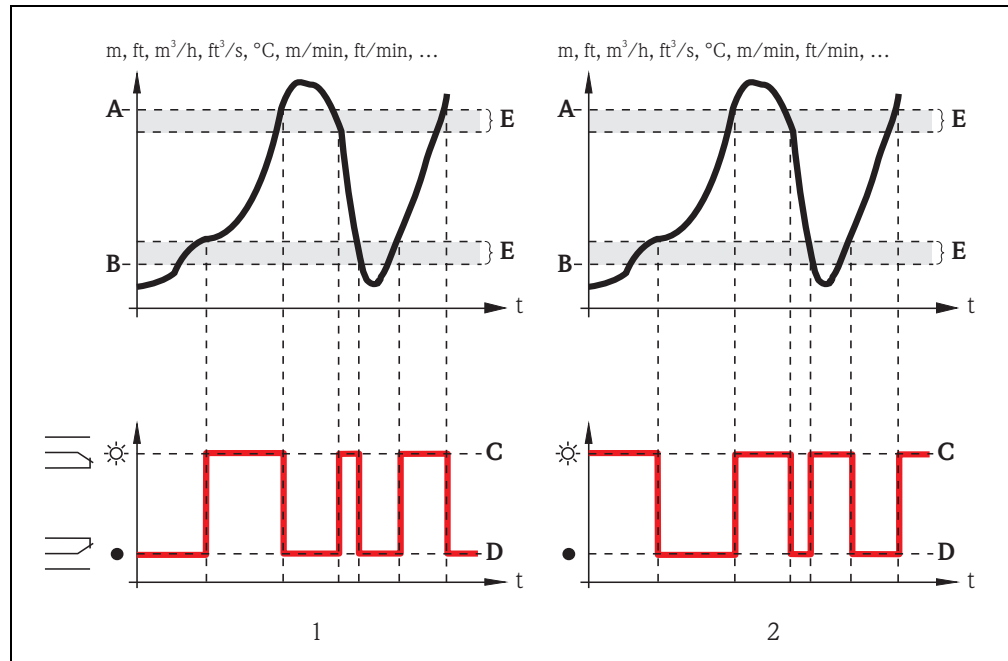 m, ft, m³/h, ft³/s, °C, m/min, ft/min, …
A
E
B
E
t
C
D
t
1
m, ft, m³/h, ft³/s, °C, m/min, ft/min, …
A
E
B
E
t
C
D
t
2